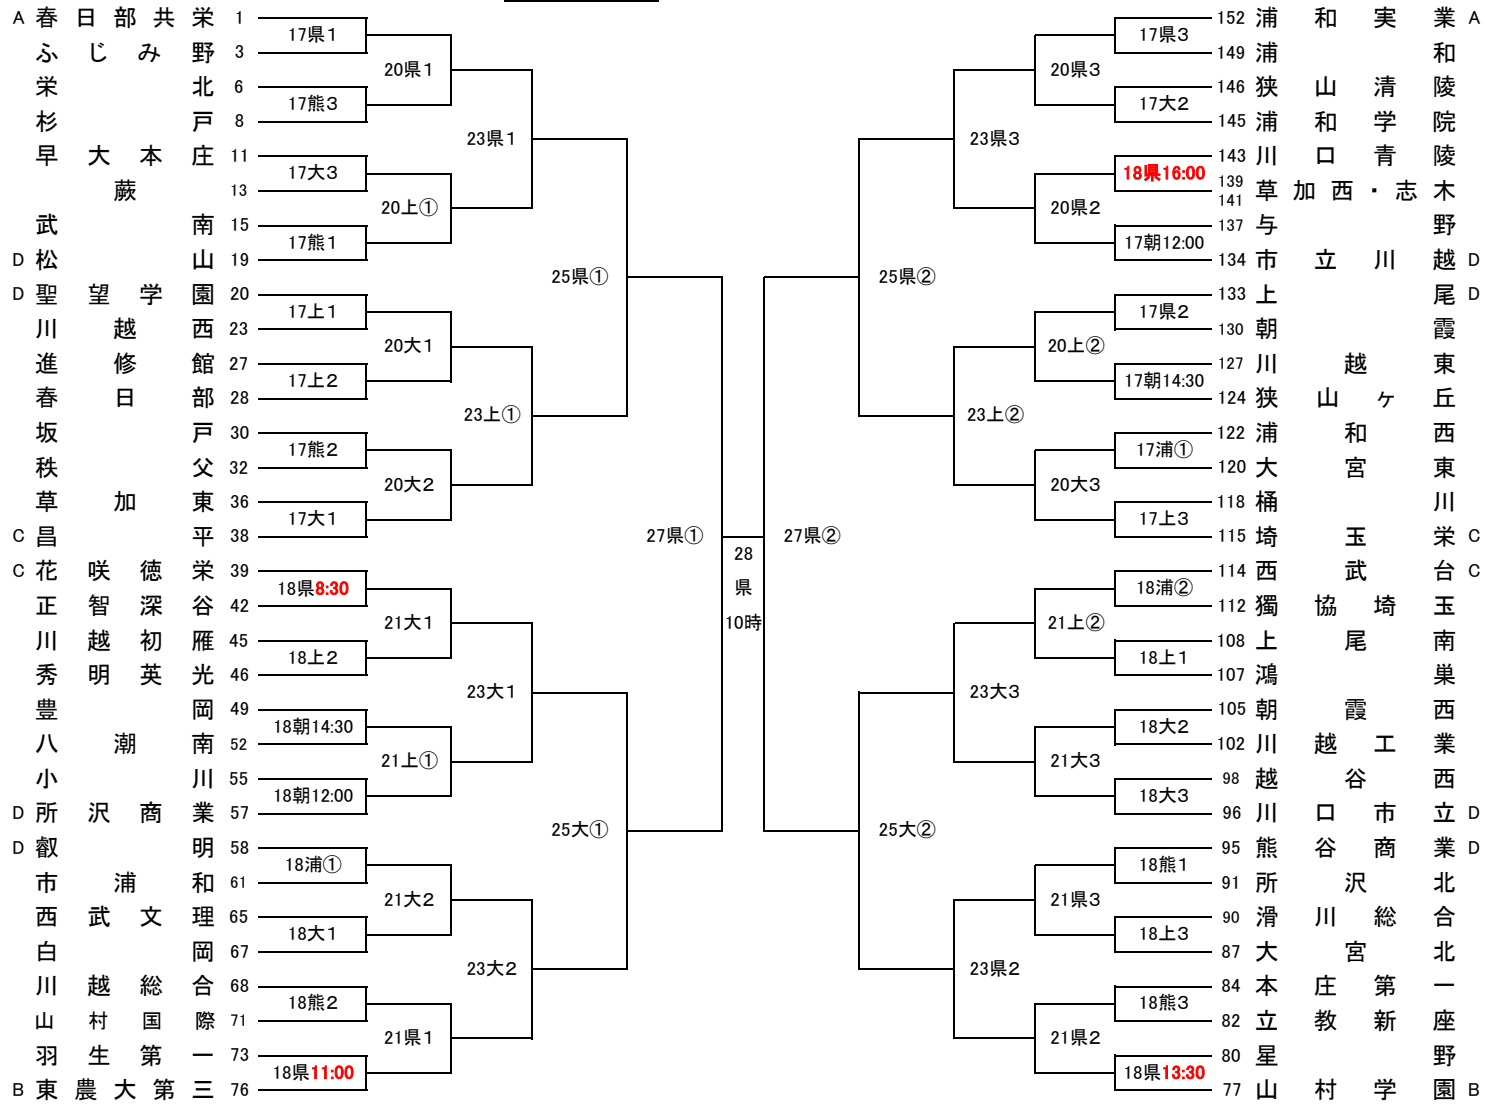 A 春日部共栄 1
ふじみ野 3
17県1
栄北 6
杉戸 8
17熊3
20県1
早大本庄 11
蕨 13
17大3
武南 15
D 松山 19
17熊1
20上①
23県1
D 聖望学園 20
川越西 23
17上1
進修館 27
春日部 28
17上2
20大1
坂戸 30
秩父 32
17熊2
草加東 36
C 昌平 38
17大1
20大2
23上①
25県①
C 花咲徳栄 39
正智深谷 42
18県8:30
川越初雁 45
秀明英光 46
18上2
21大1
豊岡 49
八潮南 52
18朝14:30
小川 55
D 所沢商業 57
18朝12:00
21上①
23大1
D 叡明 58
市浦和 61
18浦①
西武文理 65
白岡 67
18大1
21大2
川越総合 68
山村国際 71
18熊2
羽生第一 73
B 東農大第三 76
18県11:00
21県1
23大2
25大①
27県①
28
県
10時
27県②
152 浦和実業 A
149 浦和
17県3
146 狭山清陵
145 浦和学院
17大2
20県3
143 川口青陵
139
141
草加西・志木
18県16:00
137 与野
134 市立川越 D
17朝12:00
20県2
23県3
133 上尾 D
130 朝霞
17県2
127 川越東
124 狭山ヶ丘
17朝14:30
20上②
122 浦和西
120 大宮東
17浦①
118 桶川
115 埼玉栄 C
17上3
20大3
23上②
25県②
114 西武台 C
112 獨協埼玉
18浦②
108 上尾南
107 鴻巣
18上1
21上②
105 朝霞西
102 川越工業
18大2
98 越谷西
96 川口市立 D
18大3
21大3
23大3
95 熊谷商業 D
91 所沢北
18熊1
90 滑川総合
87 大宮北
18上3
21県3
84 本庄第一
82 立教新座
18熊3
80 星野
77 山村学園 B
18県13:30
21県2
23県2
25大②